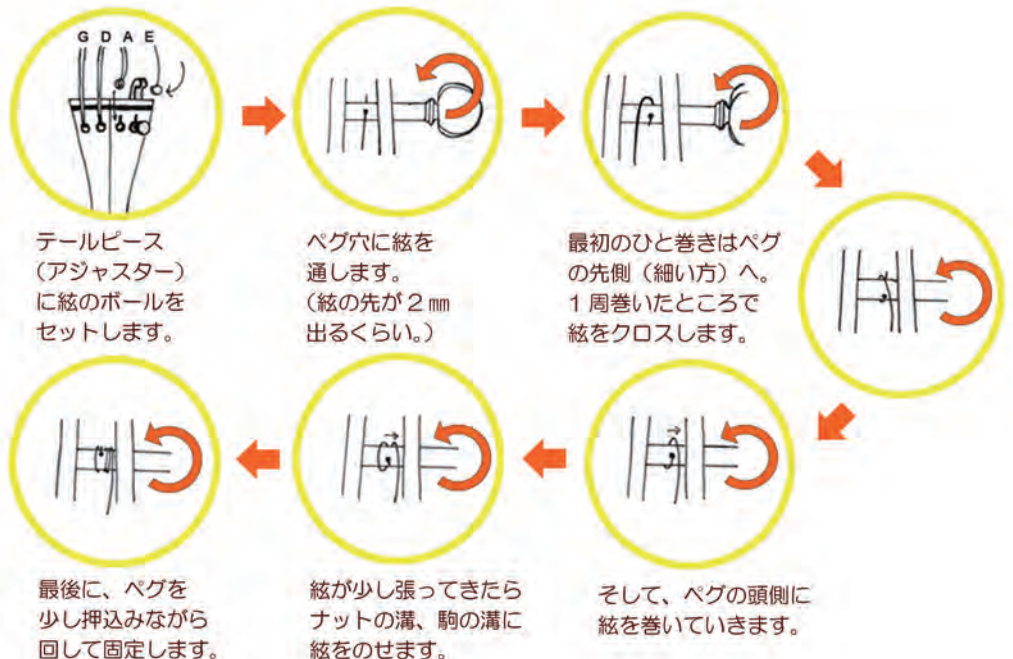 G D A E
テールピース
（アジャスター）
に絃のボールを
セットします。
ペグ穴に絃を
通します。
（絃の先が２㎜
出るくらい。）
最初のひと巻きはペグ
の先側（細い方）へ。
１周巻いたところで
絃をクロスします。
そして、ペグの頭側に
絃を巻いていきます。
絃が少し張ってきたら
ナットの溝、駒の溝に
絃をのせます。
最後に、ペグを
少し押込みながら
回して固定します。